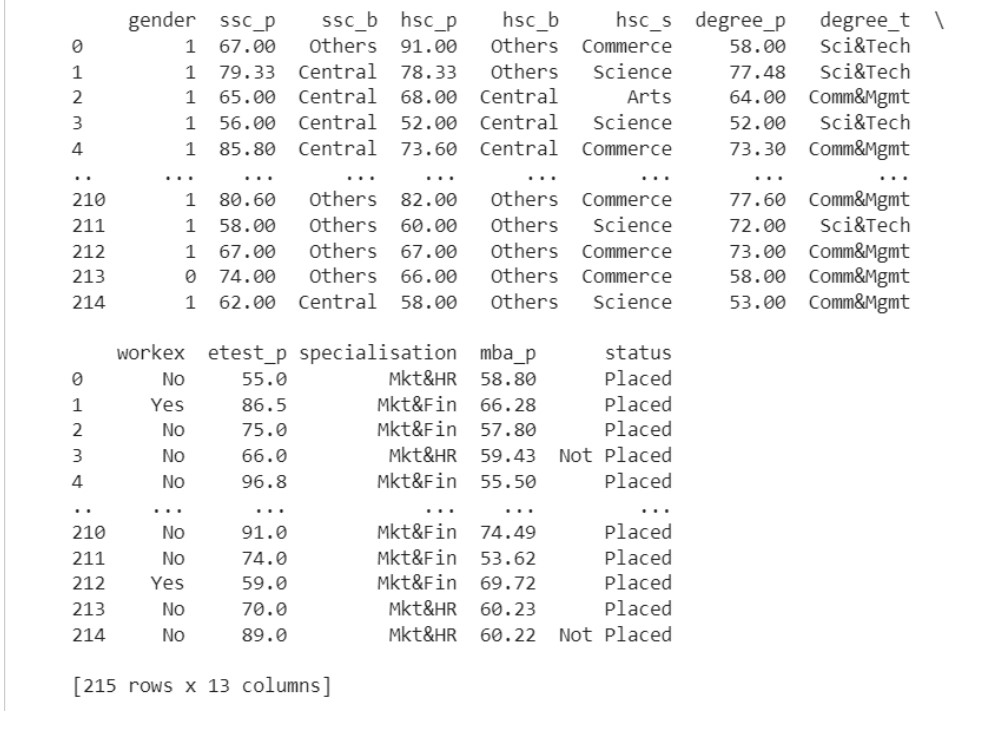 gender ssc_p ssc_b hsc_p hsc_b hsc_s degree_p degree_t \
0 1 67.00 Others 91.00 Others Commerce 58.00 Sci&Tech
1 1 79.33 Central 78.33 Others Science 77.48 Sci&Tech
2 1 65.00 Central 68.00 Central Arts 64.00 Comm&Mgmt
3 1 56.00 Central 52.00 Central Science 52.00 Sci&Tech
4 1 85.80 Central 73.60 Central Commerce 73.30 Comm&Mgmt
.. ... ... ... ... ... ... ... ...
210 1 80.60 Others 82.00 Others Commerce 77.60 Comm&Mgmt
211 1 58.00 Others 60.00 Others Science 72.00 Sci&Tech
212 1 67.00 Others 67.00 Others Commerce 73.00 Comm&Mgmt
213 0 74.00 Others 66.00 Others Commerce 58.00 Comm&Mgmt
214 1 62.00 Central 58.00 Others Science 53.00 Comm&Mgmt
workex etest_p specialisation mba_p status
0 No 55.0 Mkt&HR 58.80 Placed
1 Yes 86.5 Mkt&Fin 66.28 Placed
2 No 75.0 Mkt&Fin 57.80 Placed
3 No 66.0 Mkt&HR 59.43 Not Placed
4 No 96.8 Mkt&Fin 55.50 Placed
.. ... ... ... ... ...
210 No 91.0 Mkt&Fin 74.49 Placed
211 No 74.0 Mkt&Fin 53.62 Placed
212 Yes 59.0 Mkt&Fin 69.72 Placed
213 No 70.0 Mkt&HR 60.23 Placed
214 No 89.0 Mkt&HR 60.22 Not Placed
[215 rows x 13 columns]